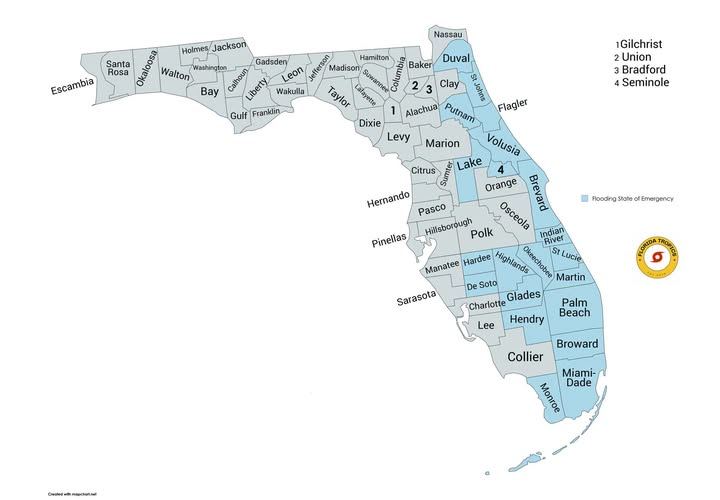 Nassau
1 Gilchrist
2 Union
3 Bradford
4 Seminole
Holmes
Jackson
Santa
Rosa
Okaloosa
Walton
Washington
Escambia
Bay
Calhoun
Gulf
Liberty
Gadsden
Franklin
Leon
Wakulla
Jefferson
Madison
Taylor
Hamilton
Suwannee
Lafayette
Dixie
Columbia
Baker
Duval
2
3
1
Clay
St Johns
Alachua
Putnam
Flagler
Levy
Marion
Volusia
Citrus
Sumter
Lake
4
Orange
Brevard
Flooding State of Emergency
Hernando
Pasco
Osceola
Pinellas
Hillsborough
Polk
Indian
River
FLORIDA TROPICS
Manatee
Hardee
Highlands
Okeechobee
St Lucie
Martin
Sarasota
De Soto
Charlotte
Glades
Palm
Beach
Lee
Hendry
Collier
Broward
Miami-
Dade
Monroe
Created with mapchart.net